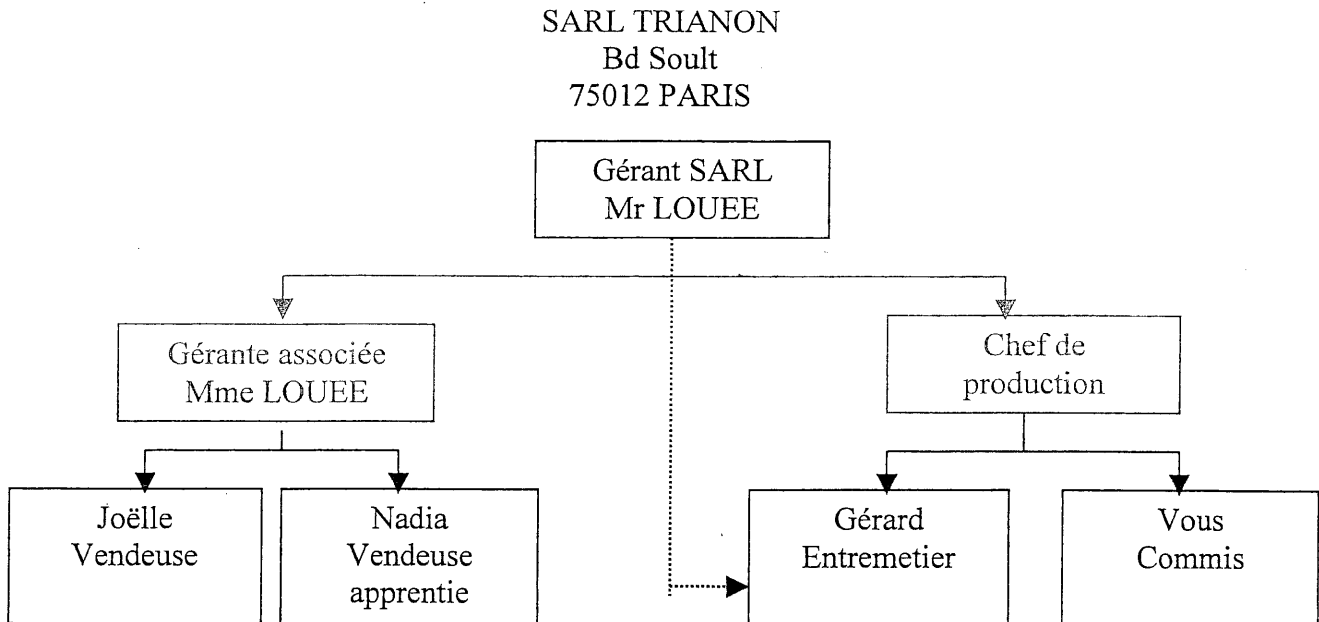 SARL TRIANON
Bd Soult
75012 PARIS
Gérant SARL
Mr LOUEE
Gérante associée
Mme LOUEE
Chef de
production
Joëlle
Vendeuse
Nadia
Vendeuse
apprentie
Gérard
Entremetier
Vous
Commis